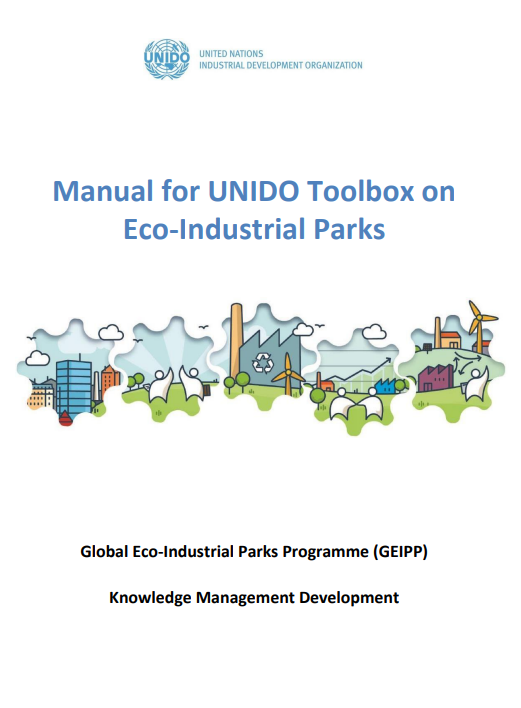 UNIDO
UNITED NATIONS
INDUSTRIAL DEVELOPMENT ORGANIZATION
Manual for UNIDO Toolbox on
Eco-Industrial Parks
Global Eco-Industrial Parks Programme (GEIPP)
Knowledge Management Development